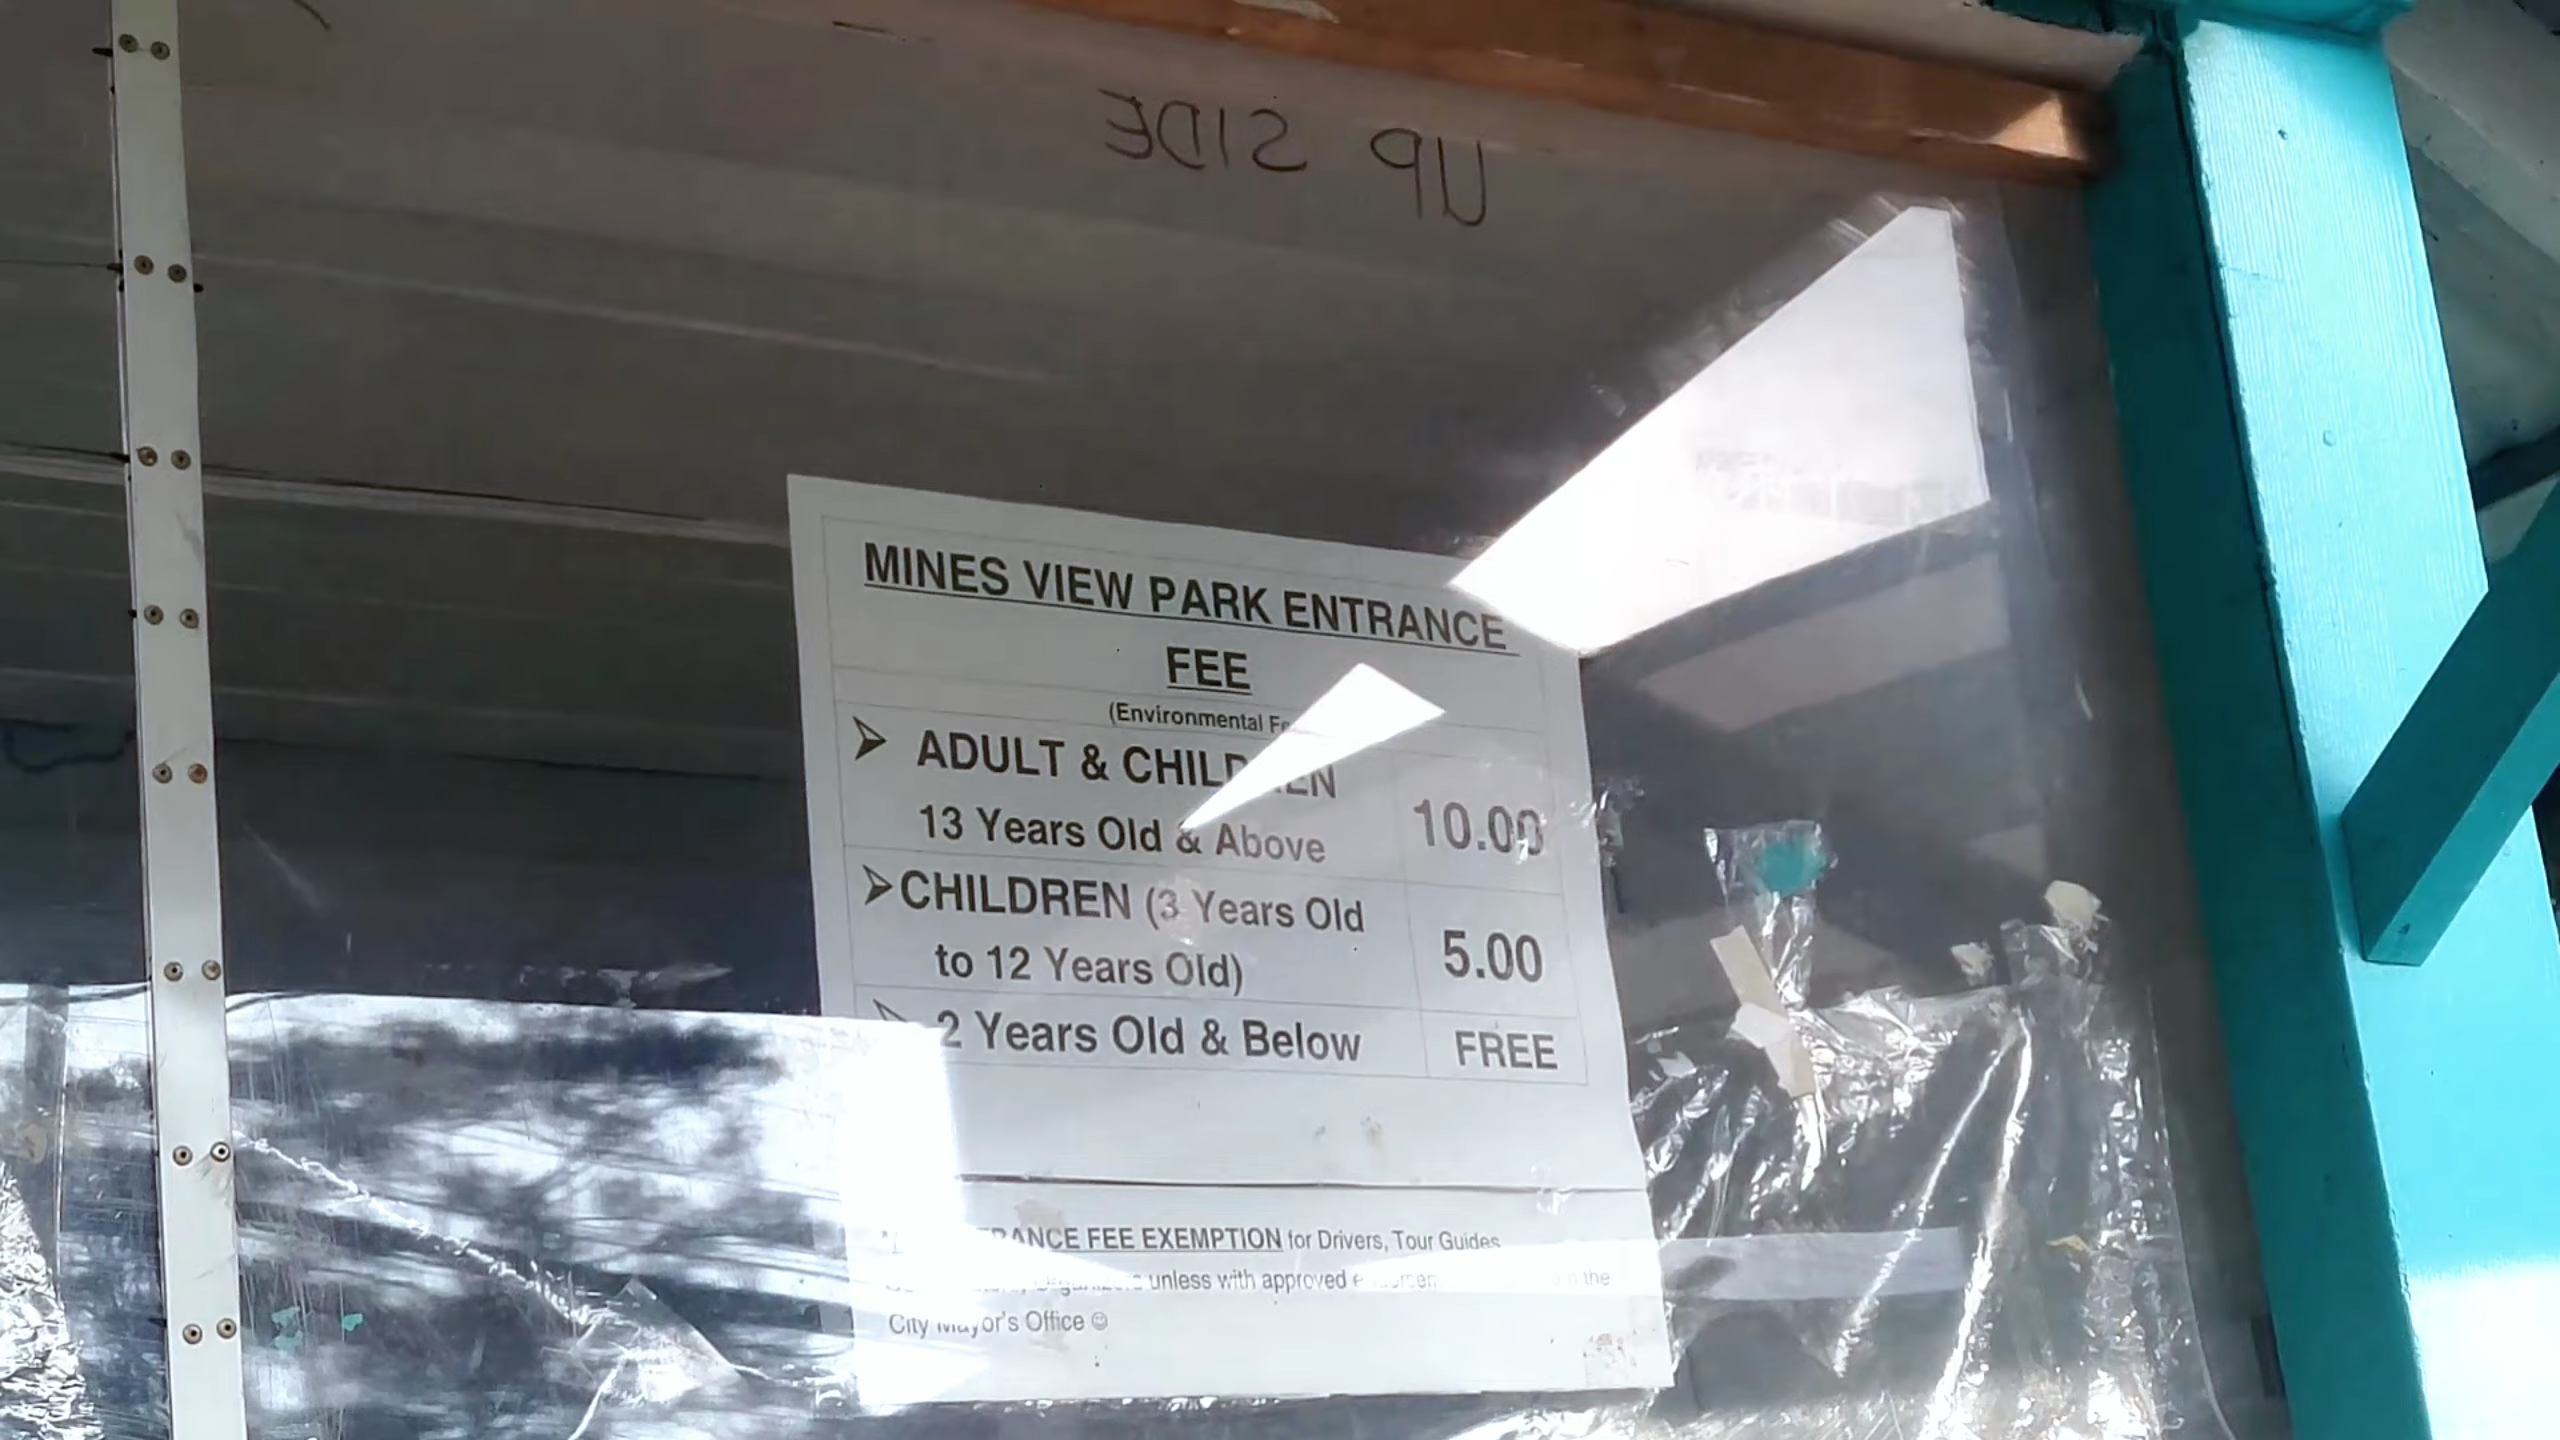 UP SIDE
MINES VIEW PARK ENTRANCE
FEE
(Environmental
ADULT & CHILDREN
13 Years Old & Above 10.00
CHILDREN (3 Years Old
to 12 Years Old) 5.00
2 Years Old & Below FREE
FEE EXEMPTION for Drivers, Tour Guides
unless with approved the
City Mayor's Office ☺